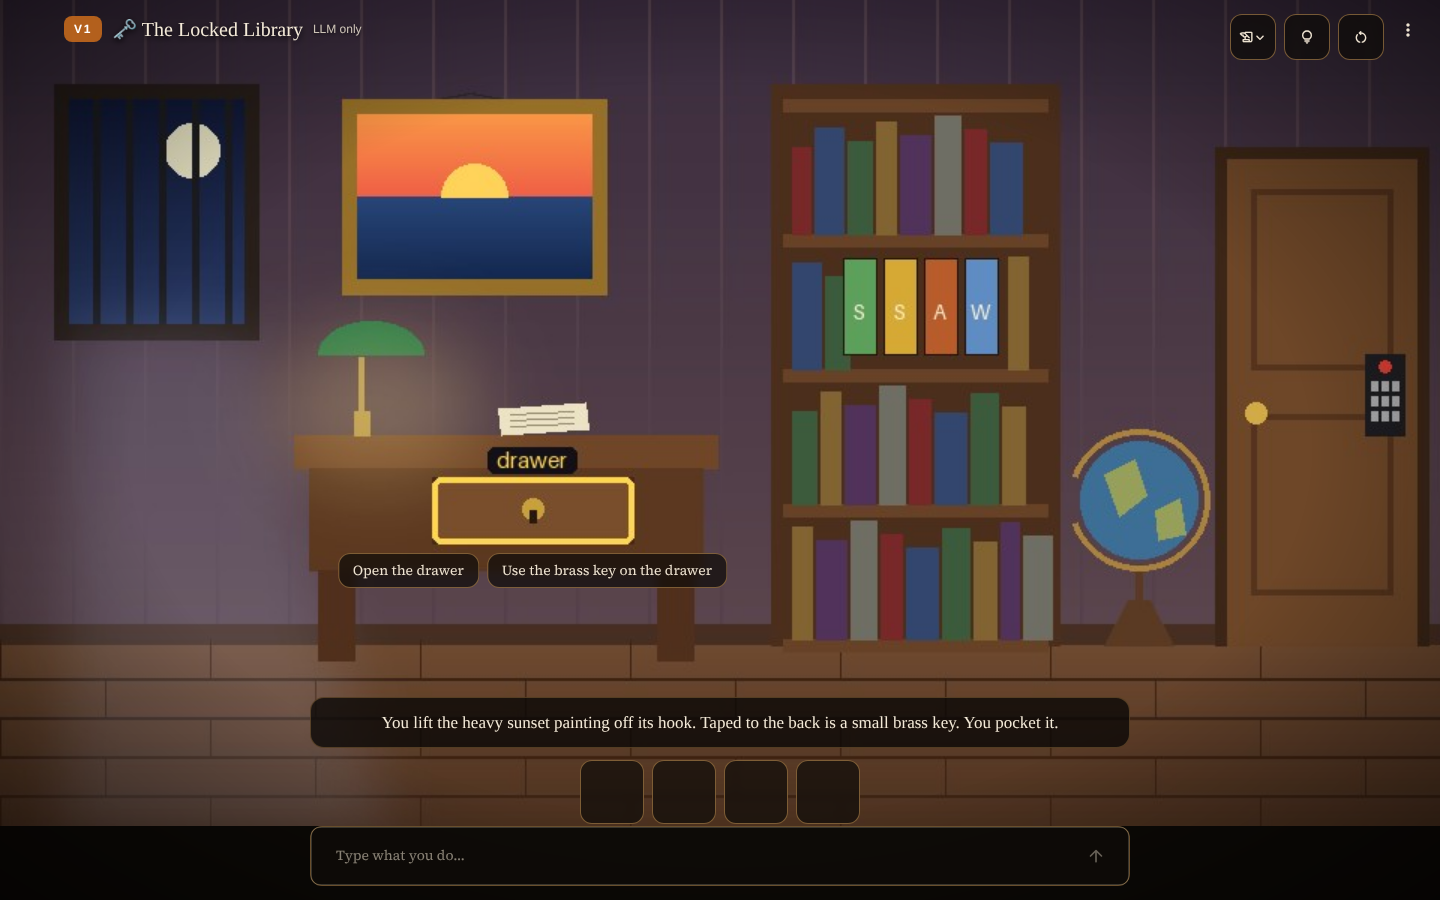 V1 The Locked Library LLM only
S S A W
drawer
Open the drawer Use the brass key on the drawer
You lift the heavy sunset painting off its hook. Taped to the back is a small brass key. You pocket it.
Type what you do...